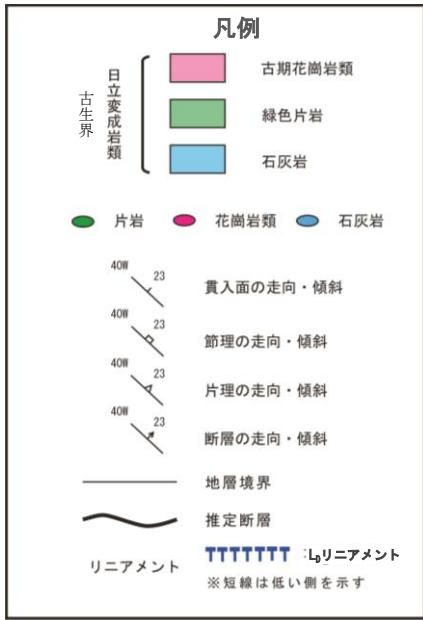 凡例
古生界
日立変成岩類
古期花崗岩類
緑色片岩
石灰岩
片岩 花崗岩類 石灰岩
40W 23 貫入面の走向・傾斜
40W 23 節理の走向・傾斜
40W 23 片理の走向・傾斜
40W 23 断層の走向・傾斜
地層境界
推定断層
リニアメント LDリニアメント
※短線は低い側を示す